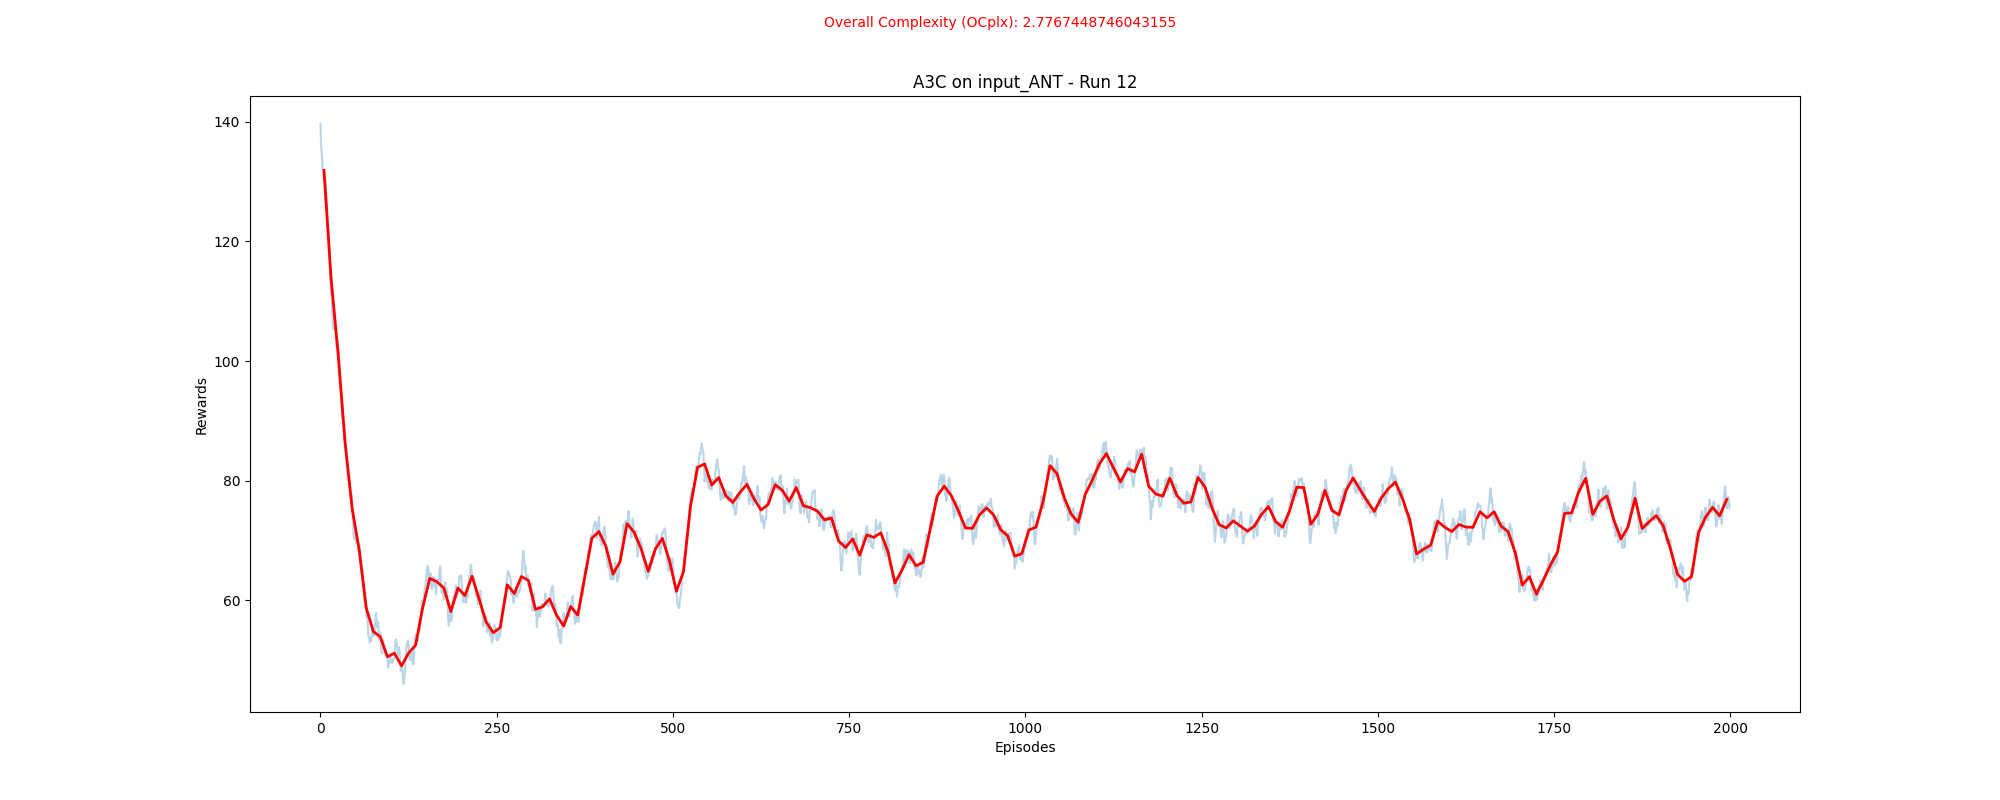 Overall Complexity (OCplx): 2.7767448746043155
A3C on input_ANT - Run 12
140
120
100
80
60
Rewards
0 250 500 750 1000 1250 1500 1750 2000
Episodes